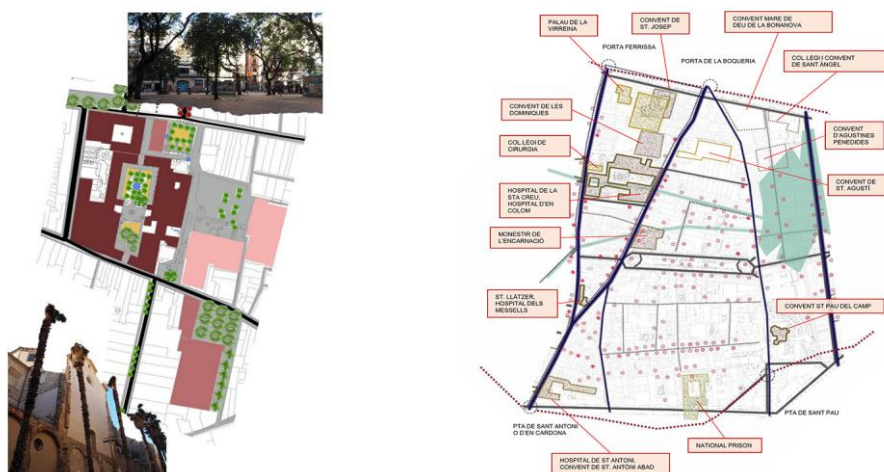 PALAU DE LA
VIRREINA
CONVENT DE
ST. JOSEP
CONVENT MARE DE
DEU DE LA BONANOVA
PORTA FERRISSA
PORTA DE LA BOQUERIA
COL.LEGI I CONVENT
DE SANT ÀNGEL
CONVENT DE LES
DOMINIQUES
CONVENT
D'AGUSTINES
PENEDIDES
COL.LEGI DE
CIRURGIA
CONVENT DE
ST. AGUSTÍ
HOSPITAL DE LA
STA CREU,
HOSPITAL D'EN
COLOM
MONESTIR DE
L'ENCARNACIÓ
ST. LLÀTZER,
HOSPITAL DELS
MESSELLS
CONVENT ST PAU DEL CAMP
PTA DE SANT ANTONI
O D'EN CARDONA
PTA DE SANT PAU
NATIONAL PRISON
HOSPITAL DE ST ANTONI,
CONVENT DE ST. ANTONI ABAD